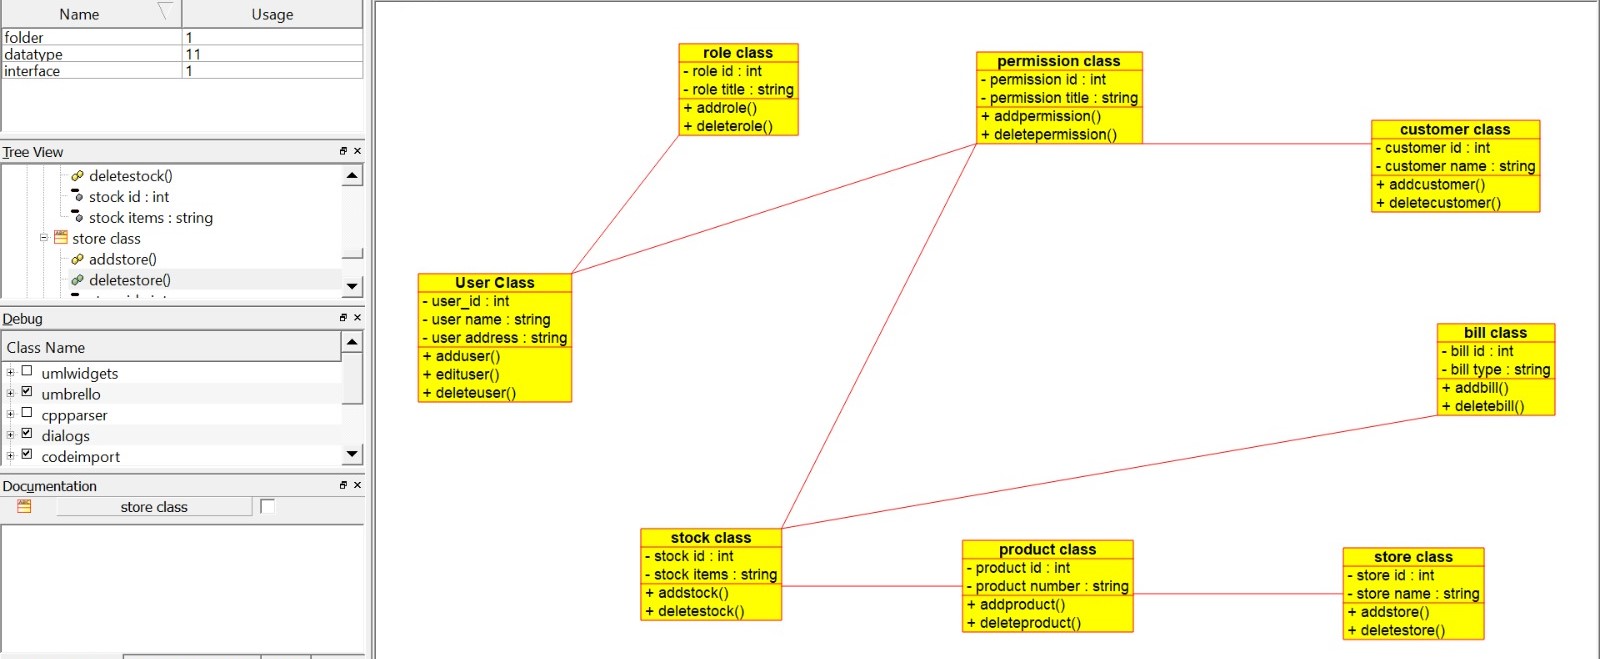 Name Usage
folder 1
datatype 11
interface 1
Tree View
deletestock()
stock id : int
stock items : string
store class
addstore()
deletestore()
Debug
Class Name
umlwidgets
umbrello
cppparser
dialogs
codeimport
Documentation
store class
role class
- role id : int
- role title : string
+ addrole()
+ deleterole()
permission class
- permission id : int
- permission title : string
+ addpermission()
+ deletepermission()
customer class
- customer id : int
- customer name : string
+ addcustomer()
+ deletecustomer()
User Class
- user_id : int
- user name : string
- user address : string
+ adduser()
+ edituser()
+ deleteuser()
bill class
- bill id : int
- bill type : string
+ addbill()
+ deletebill()
stock class
- stock id : int
- stock items : string
+ addstock()
+ deletestock()
product class
- product id : int
- product number : string
+ addproduct()
+ deleteproduct()
store class
- store id : int
- store name : string
+ addstore()
+ deletestore()